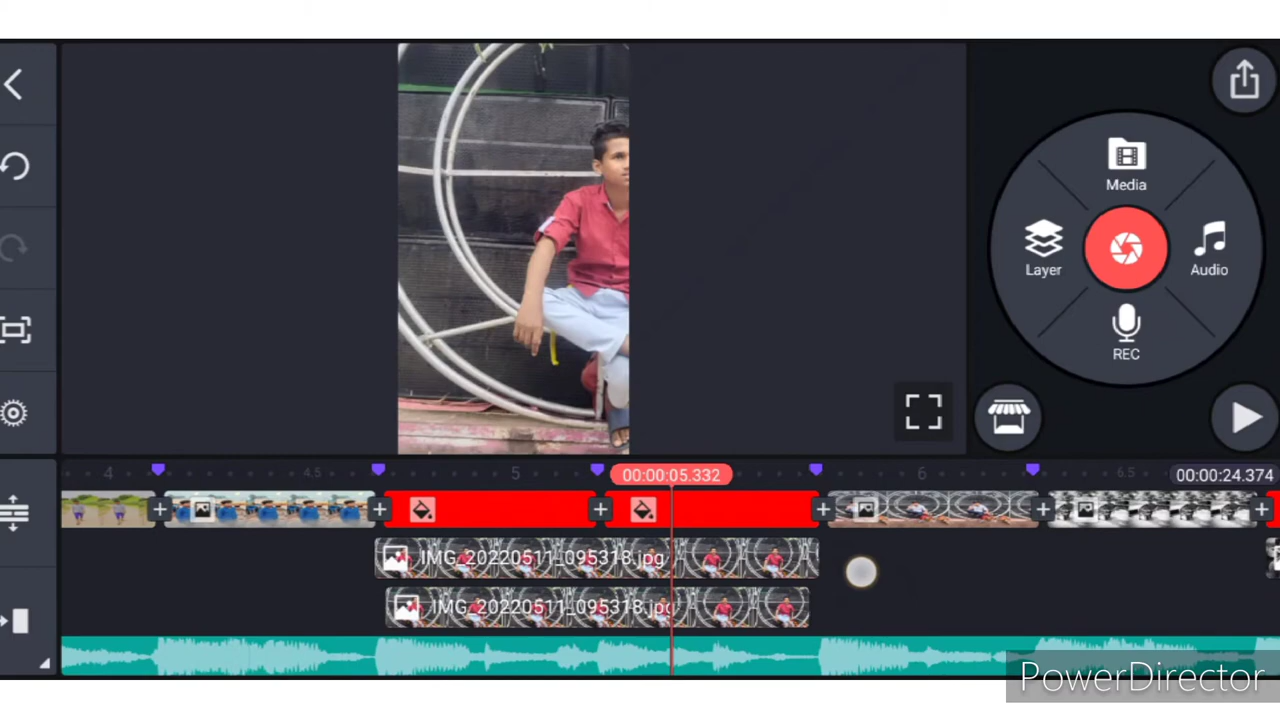 Media
Layer
Audio
REC
4
4.5
5
00:00:05.332
6
6.5
00:00:24.374
IMG_20220511_095318.jpg
IMG_20220511_095318.jpg
PowerDirector